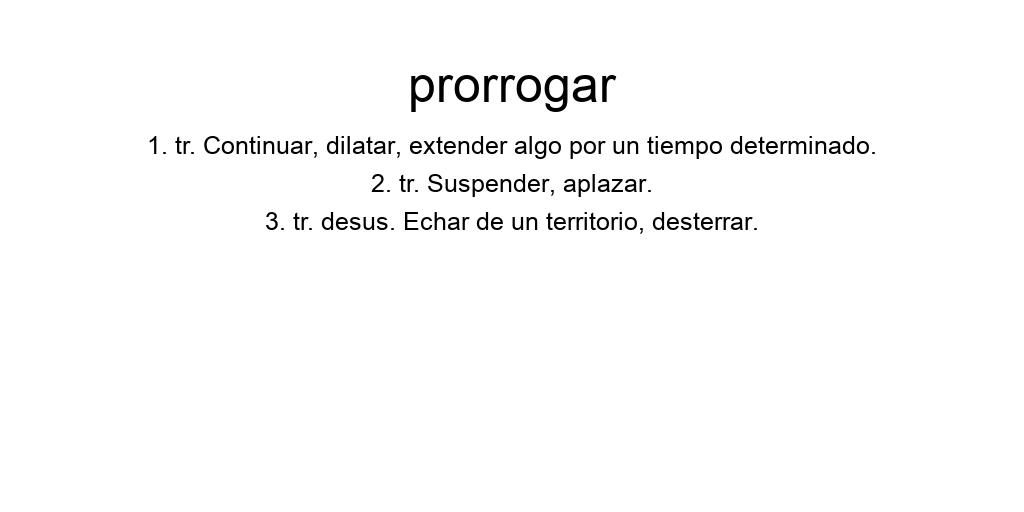 prorrogar
1. tr. Continuar, dilatar, extender algo por un tiempo determinado.
2. tr. Suspender, aplazar.
3. tr. desus. Echar de un territorio, desterrar.